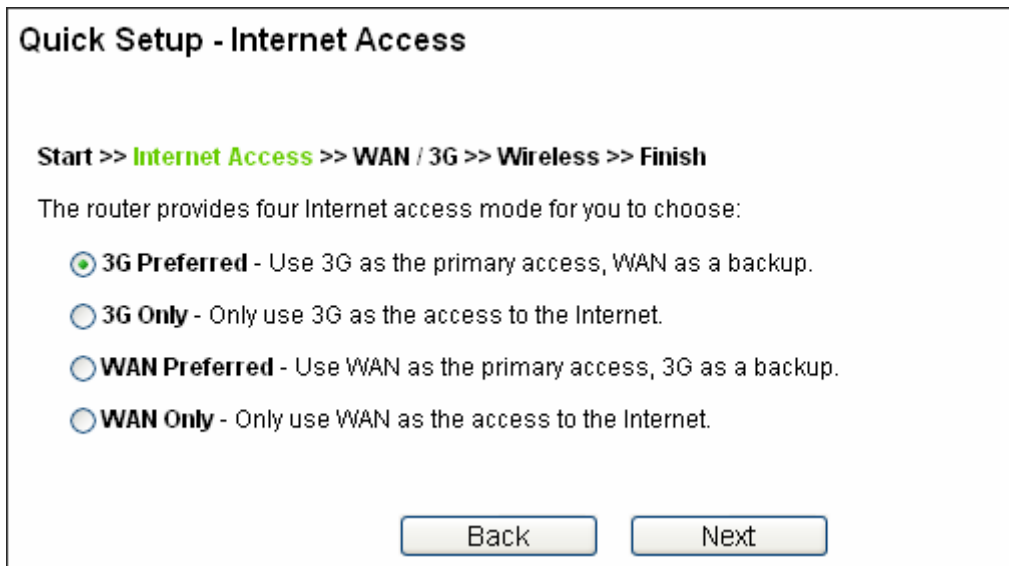 Quick Setup - Internet Access
Start >> Internet Access >> WAN / 3G >> Wireless >> Finish
The router provides four Internet access mode for you to choose:
3G Preferred - Use 3G as the primary access, WAN as a backup.
3G Only - Only use 3G as the access to the Internet.
WAN Preferred - Use WAN as the primary access, 3G as a backup.
WAN Only - Only use WAN as the access to the Internet.
Back Next